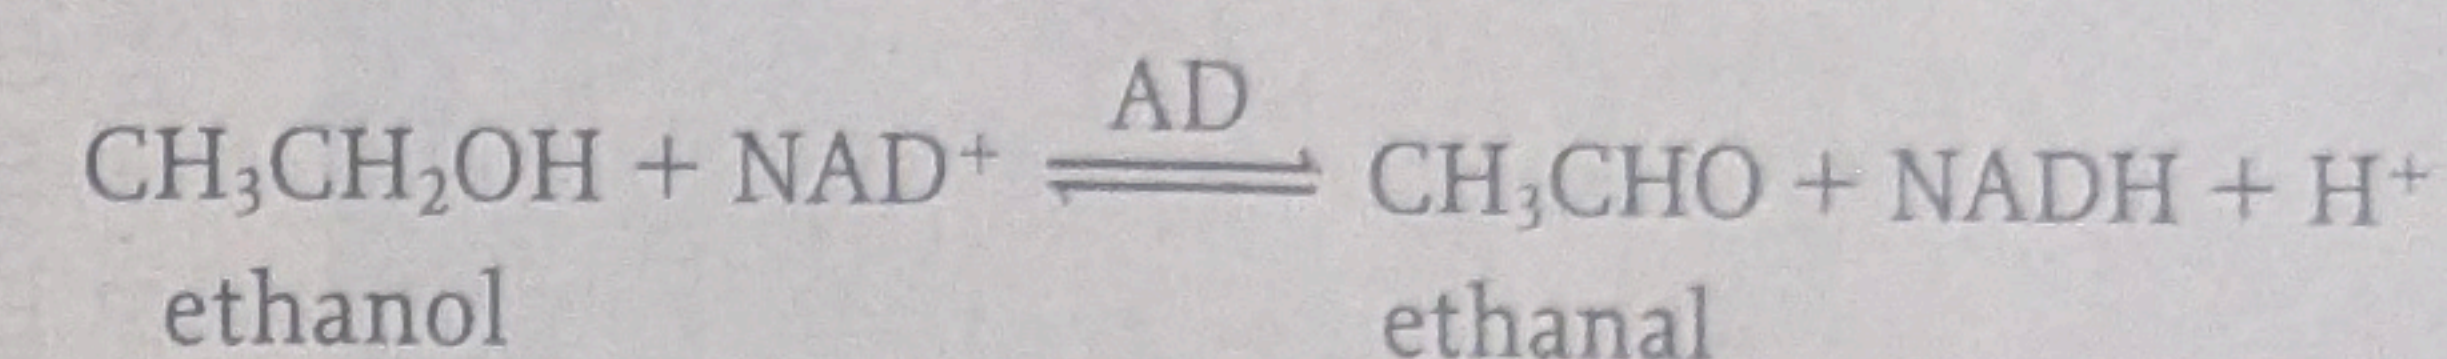 AD
CH₃CH₂OH + NAD⁺ ⇌ CH₃CHO + NADH + H⁺
ethanol ethanal